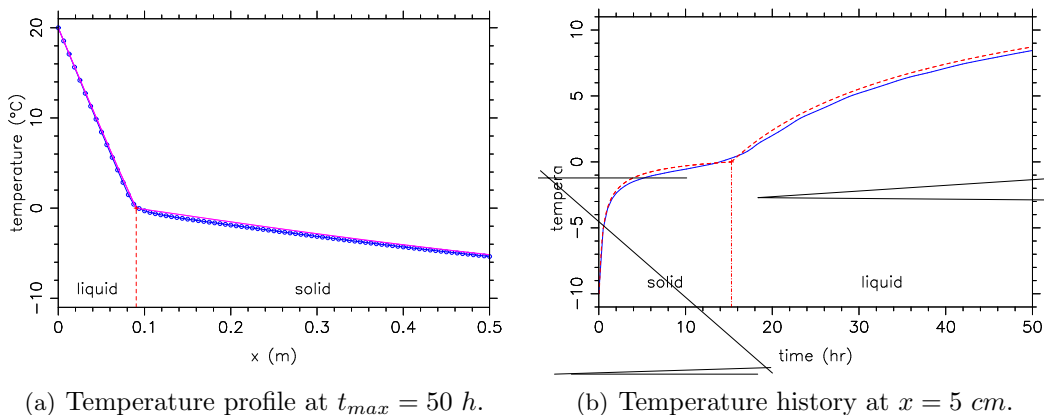 20
10
0
−10
temperature (°C)
liquid
solid
0
0.1
0.2
0.3
0.4
0.5
x (m)
(a) Temperature profile at t_{max} = 50 h.
10
5
0
−5
−10
tempera
solid
liquid
0
10
20
30
40
50
time (hr)
(b) Temperature history at x = 5 cm.